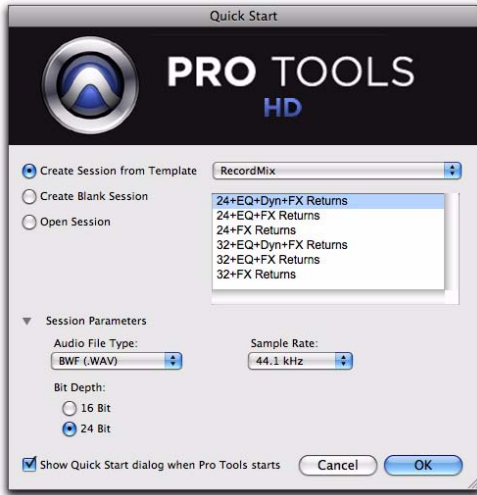 Quick Start
PRO TOOLS
HD
Create Session from Template
RecordMix
Create Blank Session
Open Session
24+EQ+Dyn+FX Returns
24+EQ+FX Returns
24+FX Returns
32+EQ+Dyn+FX Returns
32+EQ+FX Returns
32+FX Returns
Session Parameters
Audio File Type:
Sample Rate:
BWF (.WAV)
44.1 kHz
Bit Depth:
16 Bit
24 Bit
Show Quick Start dialog when Pro Tools starts
Cancel
OK